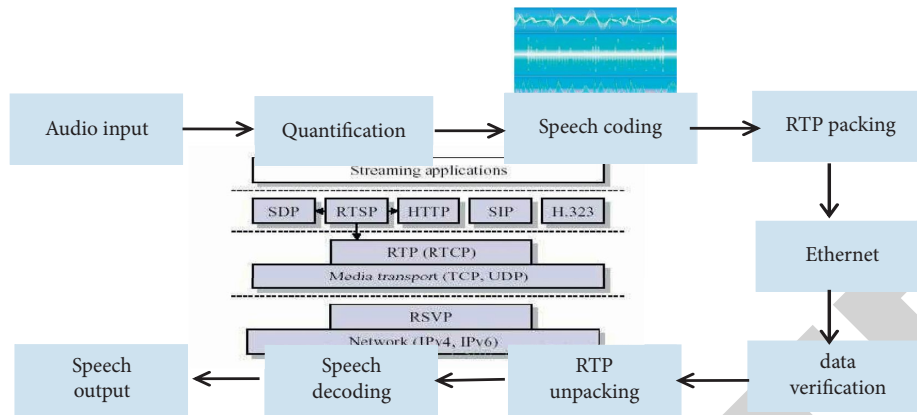 Audio input
Quantification
Speech coding
RTP packing
Streaming applications
SDP
RTSP
HTTP
SIP
H.323
RTP (RTCP)
Media transport (TCP, UDP)
Ethernet
RSVP
Network (IPv4, IPv6)
Speech
output
Speech
decoding
RTP
unpacking
data
verification